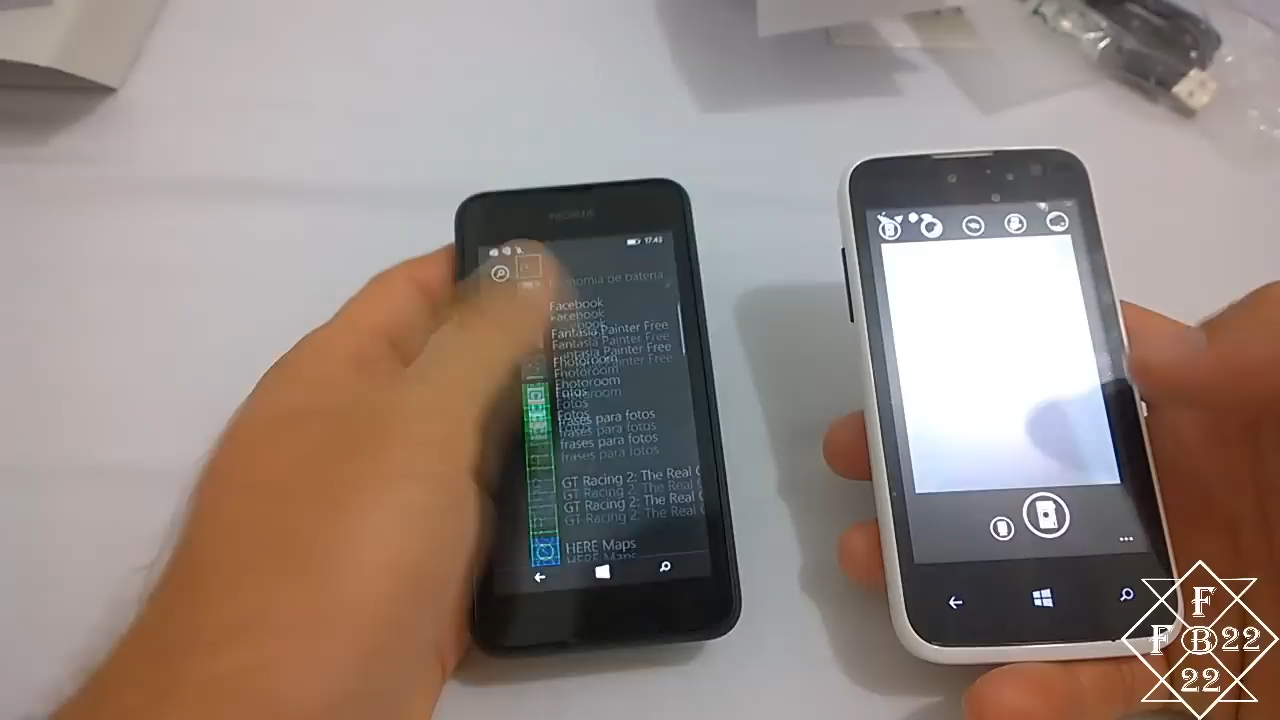 NOKIA
17:43
Economia de bateria
Facebook
Fantasia Painter Free
Fhotoroom
Fotos
frases para fotos
GT Racing 2: The Real
HERE Maps
F
F B 22
22